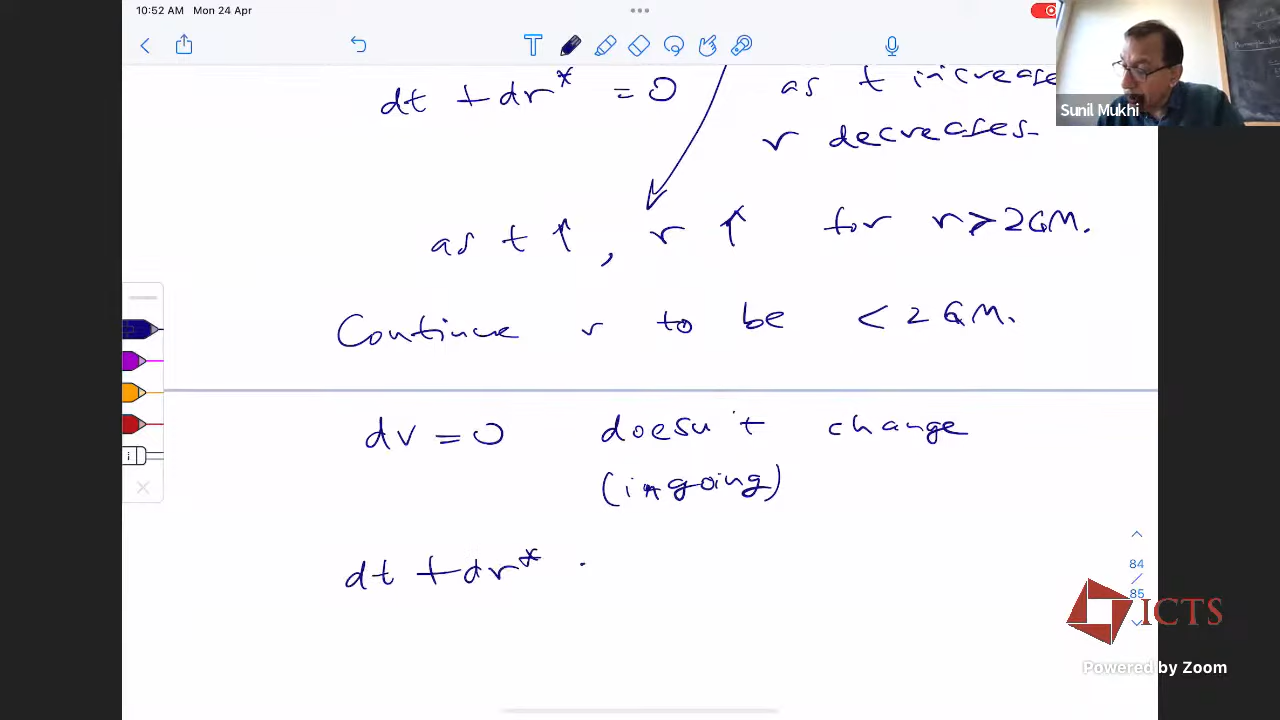 10:52 AM Mon 24 Apr
dt + dr* = 0
as t increase
r decreases.
Sunil Mukhi
as t ↑, r ↑ for r > 2GM.
Continue r to be < 2GM.
dv = 0 doesn't change
(ingoing)
dt + dr*
84
/
85
ICTS
Powered by Zoom